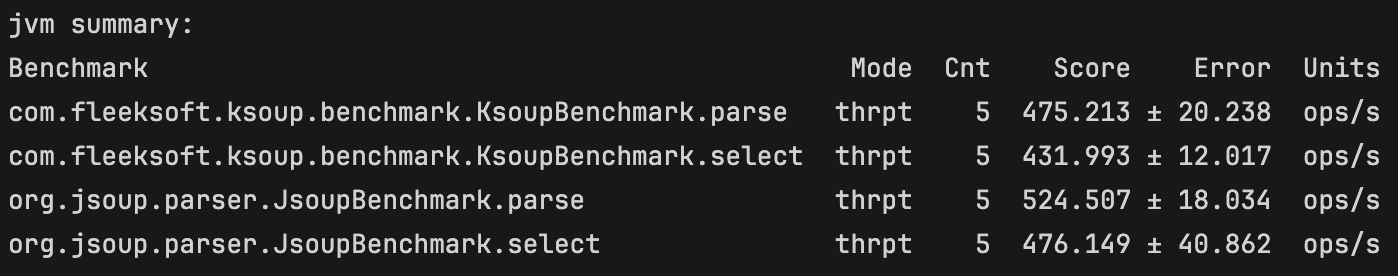 jvm summary:
Benchmark Mode Cnt Score Error Units
com.fleeksoft.ksoup.benchmark.KsoupBenchmark.parse thrpt 5 475.213 ± 20.238 ops/s
com.fleeksoft.ksoup.benchmark.KsoupBenchmark.select thrpt 5 431.993 ± 12.017 ops/s
org.jsoup.parser.JsoupBenchmark.parse thrpt 5 524.507 ± 18.034 ops/s
org.jsoup.parser.JsoupBenchmark.select thrpt 5 476.149 ± 40.862 ops/s